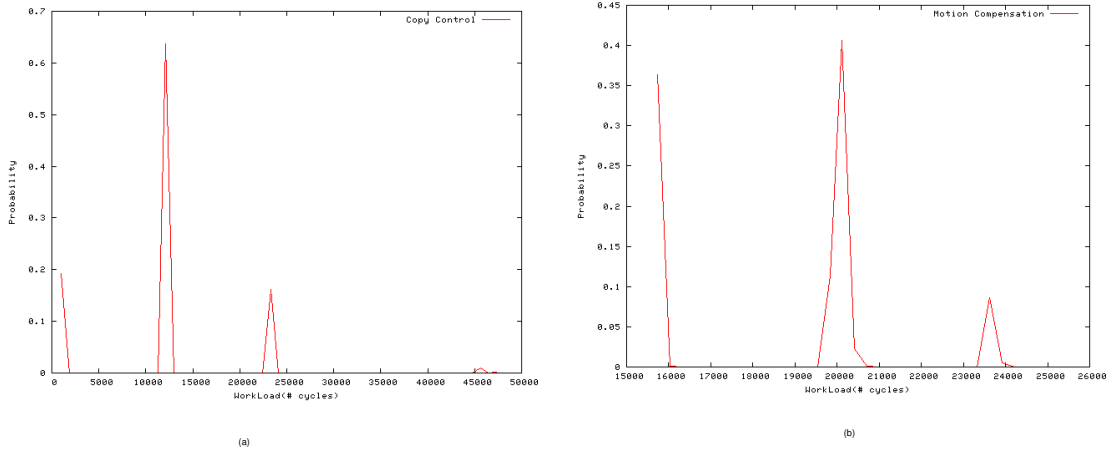 0.7
Copy Control
0.6
0.5
0.4
0.3
0.2
0.1
0
Probability
0 5000 10000 15000 20000 25000 30000 35000 40000 45000 50000
WorkLoad(# cycles)
(a)
0.45
Motion Compensation
0.4
0.35
0.3
0.25
0.2
0.15
0.1
0.05
0
Probability
15000 16000 17000 18000 19000 20000 21000 22000 23000 24000 25000 26000
WorkLoad(# cycles)
(b)